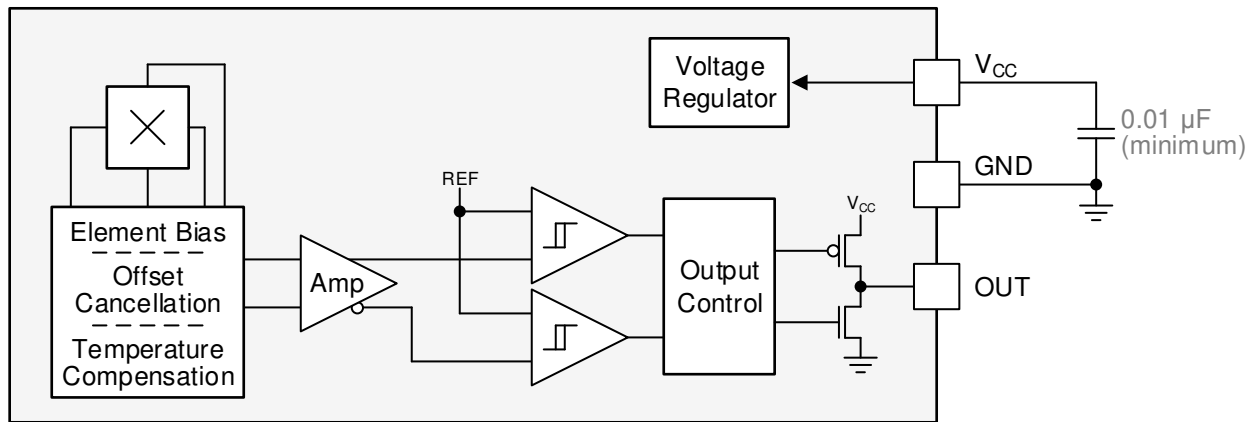 Voltage
Regulator
VCC
0.01 µF
(minimum)
GND
REF
VCC
Element Bias
Offset
Cancellation
Temperature
Compensation
Amp
Output
Control
OUT